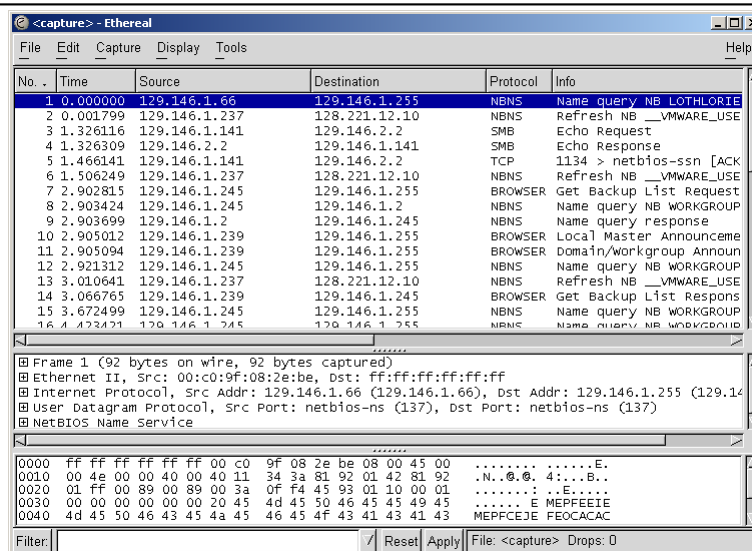 <capture> - Ethereal
File Edit Capture Display Tools Help
No. . Time Source Destination Protocol Info
1 0.000000 129.146.1.66 129.146.1.255 NBNS Name query NB LOTHLORIE
2 0.001799 129.146.1.237 128.221.12.10 NBNS Refresh NB __VMWARE_USE
3 1.326116 129.146.1.141 129.146.2.2 SMB Echo Request
4 1.326309 129.146.2.2 129.146.1.141 SMB Echo Response
5 1.466141 129.146.1.141 129.146.2.2 TCP 1134 > netbios-ssn [ACK
6 1.506249 129.146.1.237 128.221.12.10 NBNS Refresh NB __VMWARE_USE
7 2.902815 129.146.1.245 129.146.1.255 BROWSER Get Backup List Request
8 2.903424 129.146.1.245 129.146.1.2 NBNS Name query NB WORKGROUP
9 2.903699 129.146.1.2 129.146.1.245 NBNS Name query response
10 2.905012 129.146.1.239 129.146.1.255 BROWSER Local Master Announceme
11 2.905094 129.146.1.239 129.146.1.255 BROWSER Domain/Workgroup Announ
12 2.921312 129.146.1.245 129.146.1.255 NBNS Name query NB WORKGROUP
13 3.010641 129.146.1.237 128.221.12.10 NBNS Refresh NB __VMWARE_USE
14 3.066765 129.146.1.239 129.146.1.245 BROWSER Get Backup List Respons
15 3.672499 129.146.1.245 129.146.1.255 NBNS Name query NB WORKGROUP
16 4.423421 129.146.1.245 129.146.1.255 NBNS Name query NB WORKGROUP
Frame 1 (92 bytes on wire, 92 bytes captured)
Ethernet II, Src: 00:c0:9f:08:2e:be, Dst: ff:ff:ff:ff:ff:ff
Internet Protocol, Src Addr: 129.146.1.66 (129.146.1.66), Dst Addr: 129.146.1.255 (129.14
User Datagram Protocol, Src Port: netbios-ns (137), Dst Port: netbios-ns (137)
NetBIOS Name Service
0000 ff ff ff ff ff ff 00 c0 9f 08 2e be 08 00 45 00 ........ ......E.
0010 00 4e 00 00 40 00 40 11 34 3a 81 92 01 42 81 92 .N..@.@. 4:...B..
0020 01 ff 00 89 00 89 00 3a 0f f4 45 93 01 10 00 01 .......: ..E.....
0030 00 00 00 00 00 00 20 45 4d 45 50 46 45 45 49 45 ...... E MEPFEEIE
0040 4d 45 50 46 43 45 4a 45 46 45 4f 43 41 43 41 43 MEPFCEJE FEOCACAC
Filter: Reset Apply File: <capture> Drops: 0